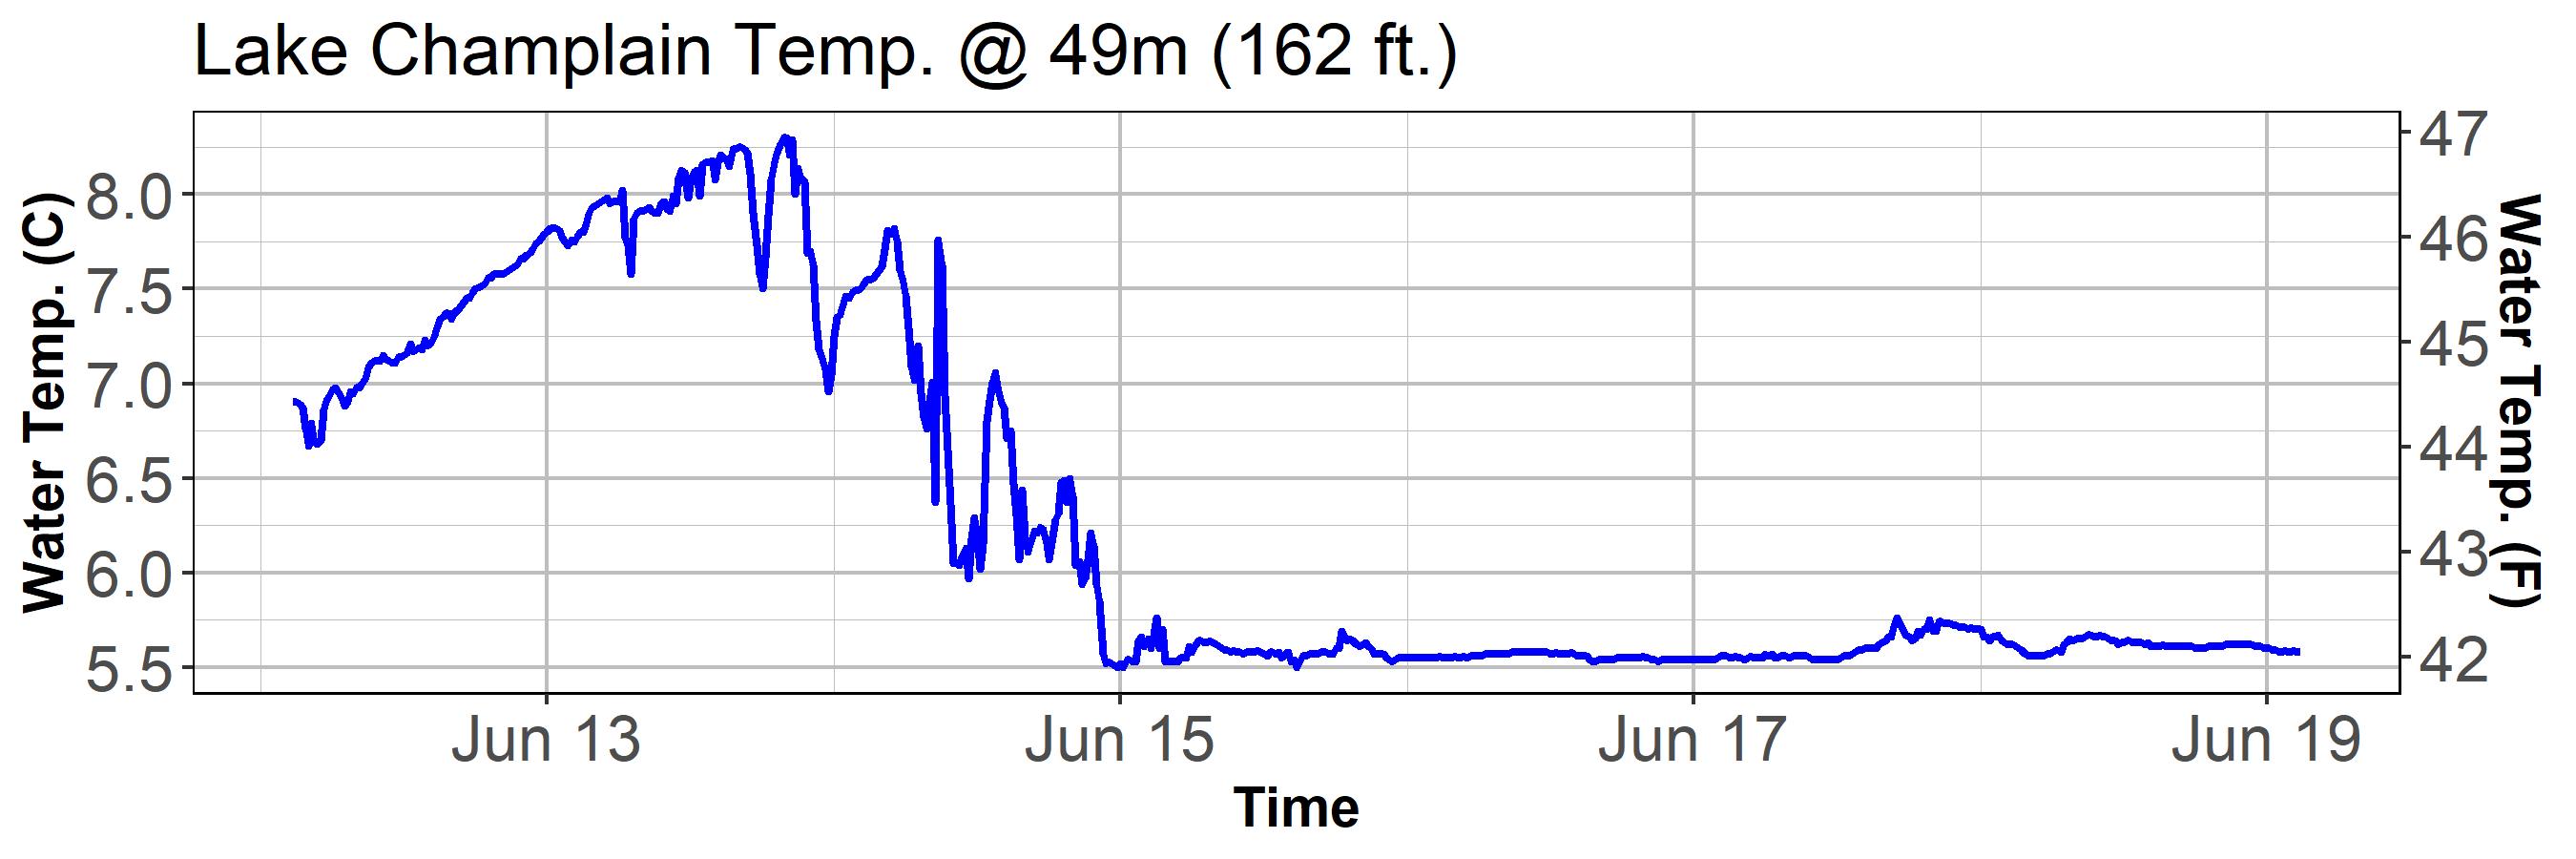 Lake Champlain Temp. @ 49m (162 ft.)
Water Temp. (C)
8.0
7.5
7.0
6.5
6.0
5.5
47
46
45
44
43
42
Water Temp. (F)
Jun 13 Jun 15 Jun 17 Jun 19
Time